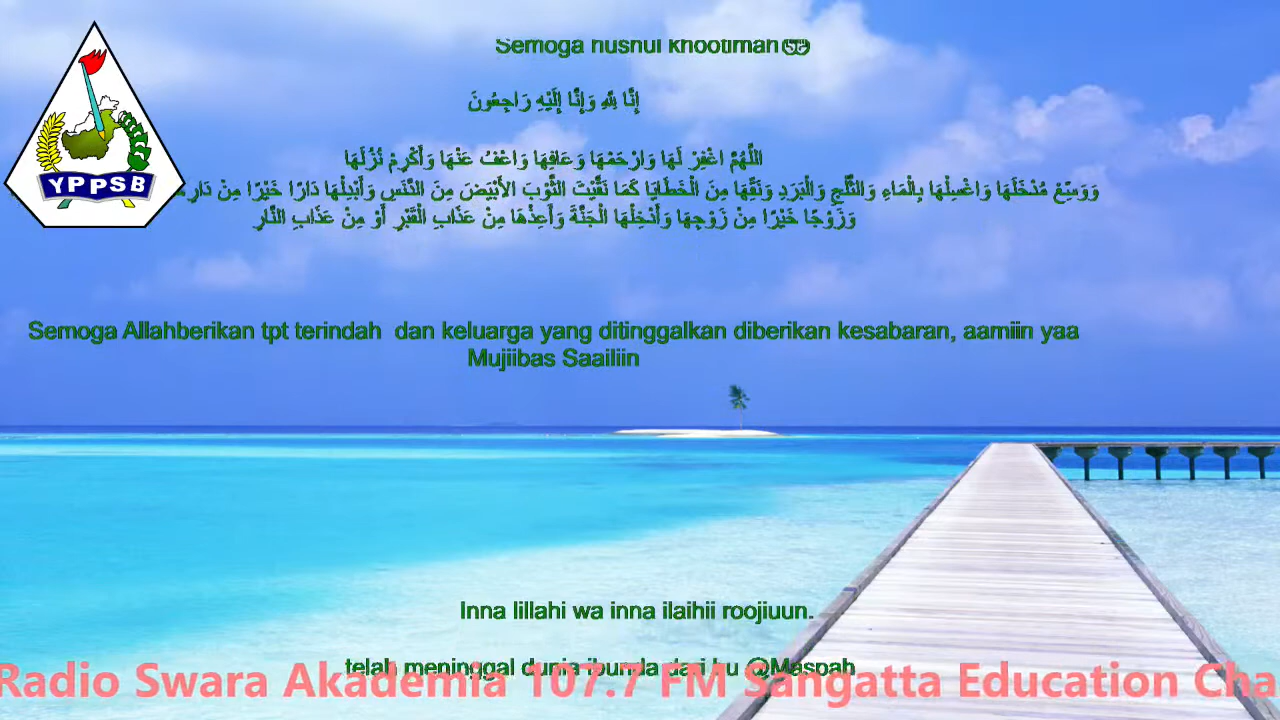 Semoga husnul khootimah
YPPSB
إِنَّا لِلّهِ وَإِنَّا إِلَيْهِ رَاجِعُونَ
اللَّهُمَّ اغْفِرْ لَهَا وَارْحَمْهَا وَعَافِهَا وَاعْفُ عَنْهَا وَأَكْرِمْ نُزُلَهَا
وَوَسِّعْ مُدْخَلَهَا وَاغْسِلْهَا بِالْمَاءِ وَالثَّلْجِ وَالْبَرَدِ وَنَقِّهَا مِنَ الْخَطَايَا كَمَا نَقَّيْتَ الثَّوْبَ الأَبْيَضَ مِنَ الدَّنَسِ وَأَبْدِلْهَا دَارًا خَيْرًا مِنْ دَارِهَا
وَزَوْجًا خَيْرًا مِنْ زَوْجِهَا وَأَدْخِلْهَا الْجَنَّةَ وَأَعِذْهَا مِنْ عَذَابِ الْقَبْرِ أَوْ مِنْ عَذَابِ النَّارِ
Semoga Allahberikan tpt terindah dan keluarga yang ditinggalkan diberikan kesabaran, aamiin yaa
Mujiibas Saailiin
Inna lillahi wa inna ilaihii roojiuun.
telah meninggal dunia ibunda dari bu @Maspah
Radio Swara Akademia 107.7 FM Sangatta Education Cha